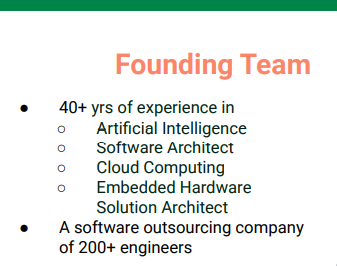 Founding Team
● 40+ yrs of experience in
○ Artificial Intelligence
○ Software Architect
○ Cloud Computing
○ Embedded Hardware
Solution Architect
● A software outsourcing company
of 200+ engineers